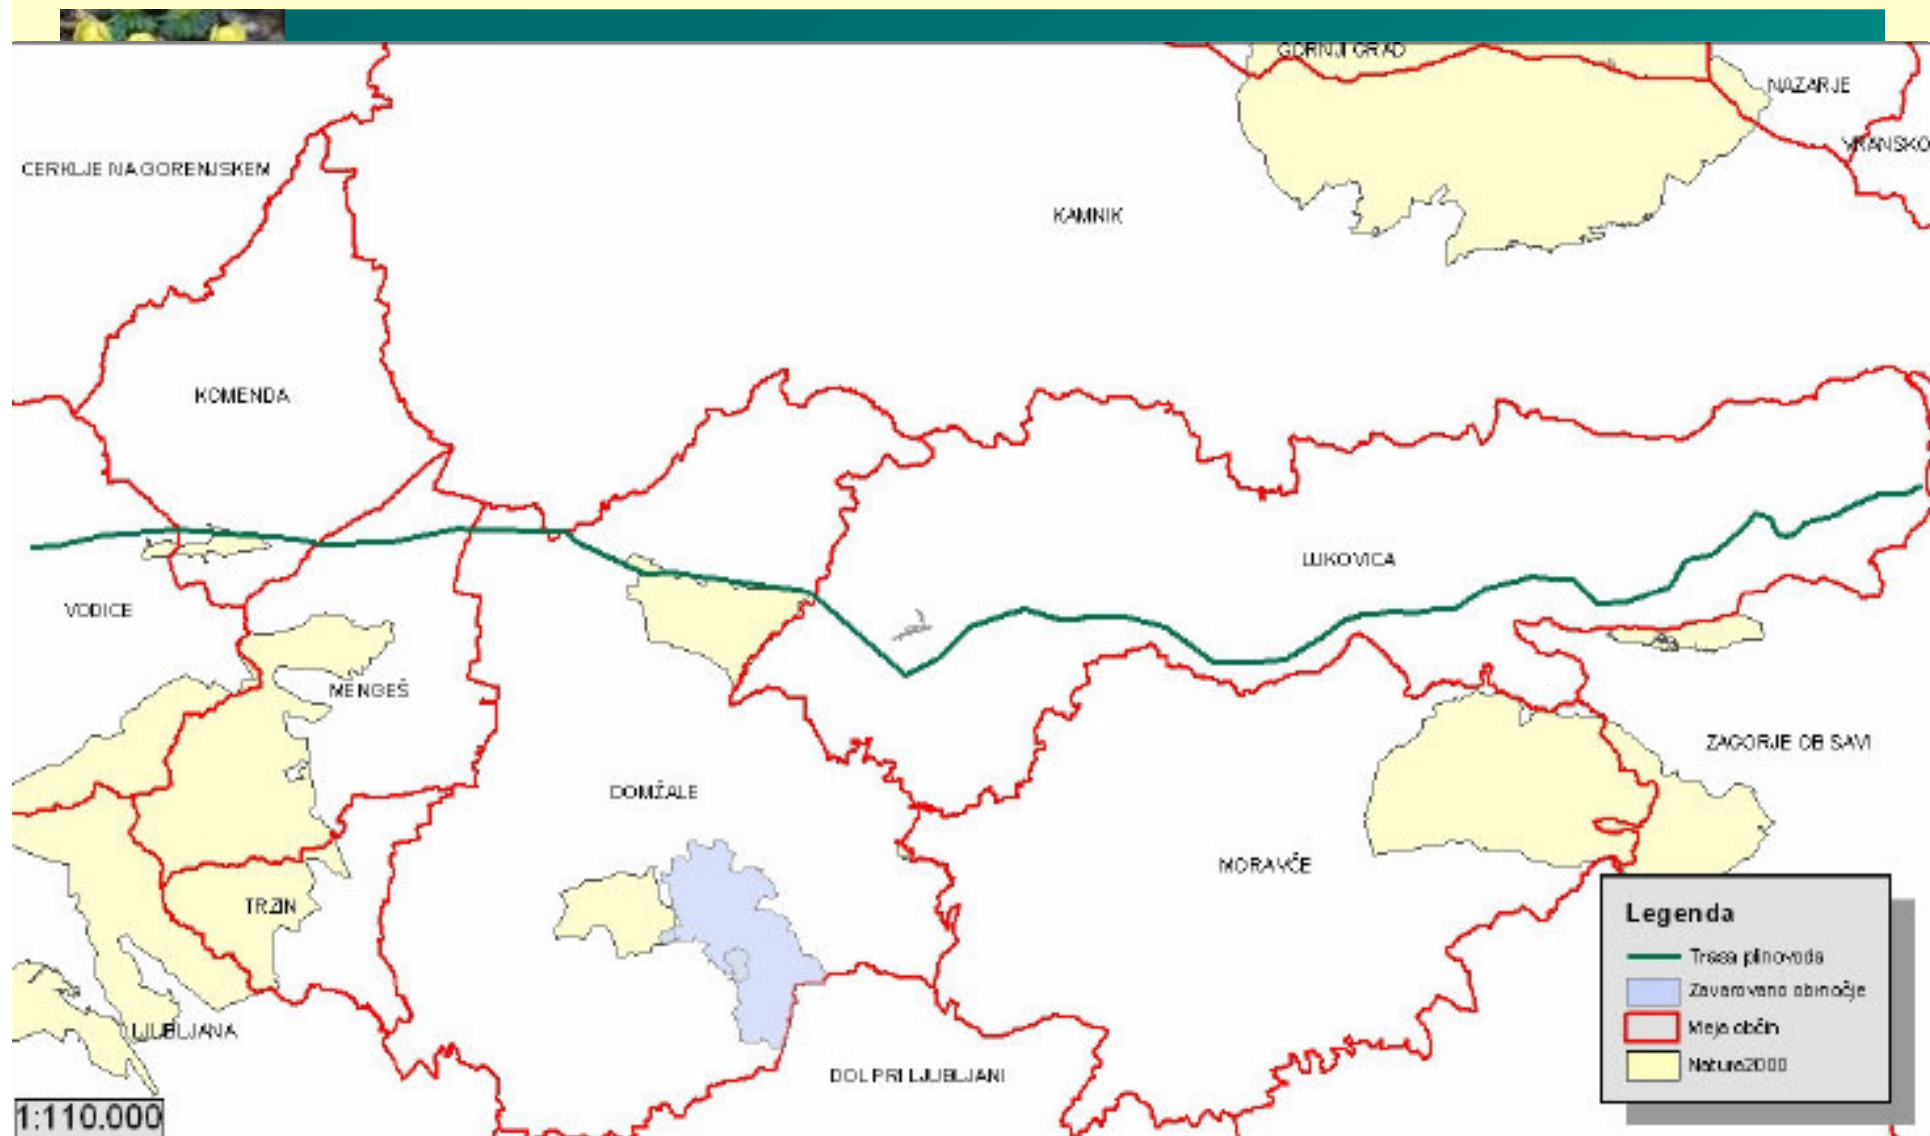 GORNJI GRAD
NAZARJE
VRANSKO
CERKLJE NA GORENJSKEM
KAMNIK
KOMENDA
LUKOVICA
VODICE
MENGEŠ
ZAGORJE OB SAVI
DOMŽALE
MORAVČE
TRZIN
Legenda
Trasa plinovoda
Zavarovano območje
LJUBLJANA
Meja občin
DOL PRI LJUBLJANI
Natura2000
1:110.000